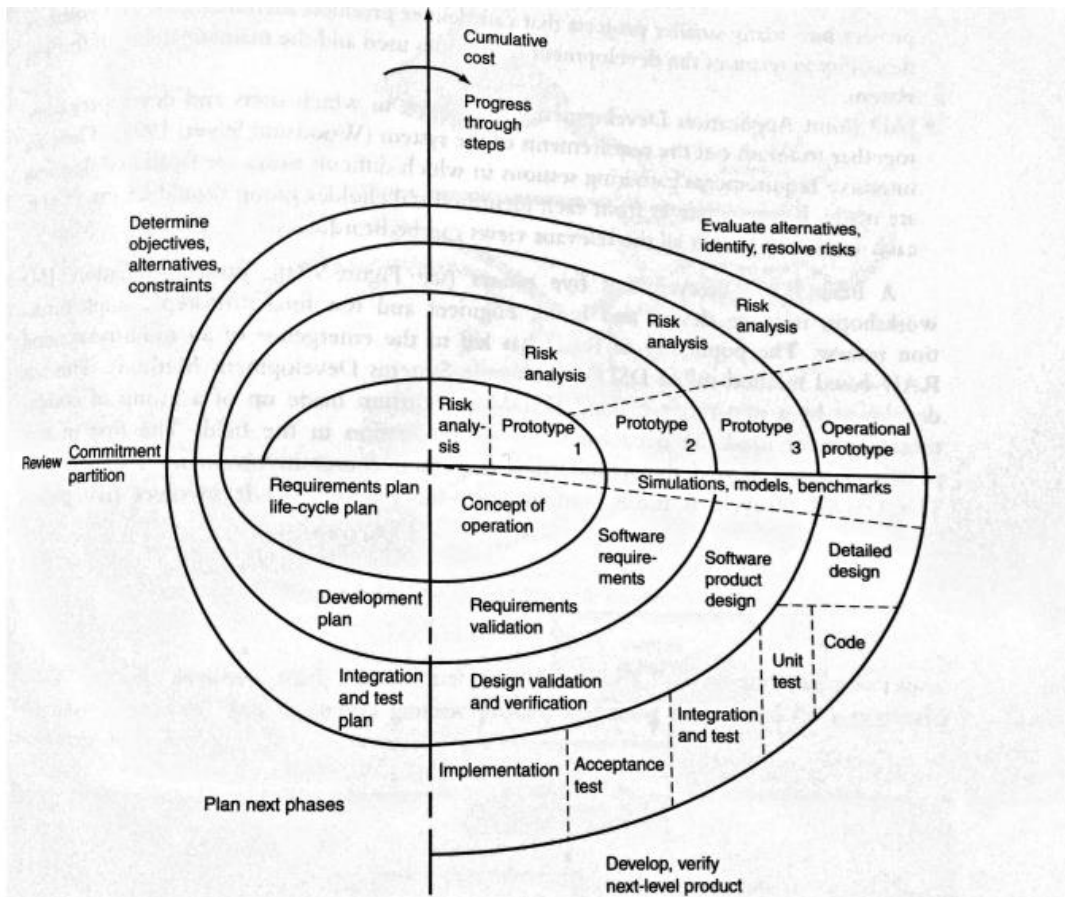 Cumulative
cost
Progress
through
steps
Determine
objectives,
alternatives,
constraints
Evaluate alternatives,
identify, resolve risks
Risk
analysis
Risk
analysis
Risk
analysis
Risk
analy-
sis
Prototype
1
Prototype
2
Prototype
3
Operational
prototype
Review
Commitment
partition
Simulations, models, benchmarks
Requirements plan
life-cycle plan
Concept of
operation
Software
require-
ments
Software
product
design
Detailed
design
Development
plan
Requirements
validation
Code
Unit
test
Integration
and test
plan
Design validation
and verification
Integration
and test
Acceptance
test
Implementation
Plan next phases
Develop, verify
next-level product